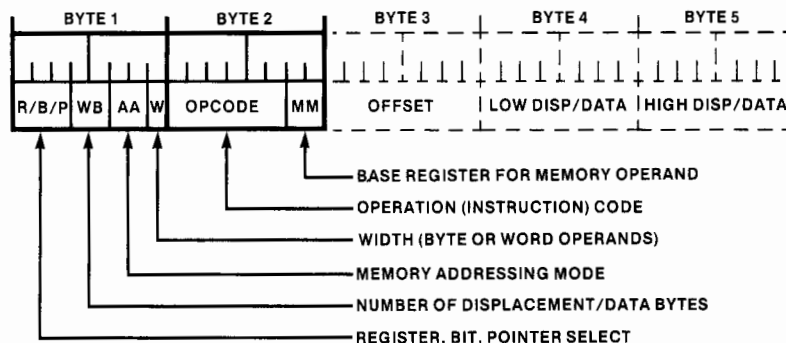 BYTE 1 BYTE 2 BYTE 3 BYTE 4 BYTE 5
R/B/P WB AA W OPCODE MM OFFSET LOW DISP/DATA HIGH DISP/DATA
BASE REGISTER FOR MEMORY OPERAND
OPERATION (INSTRUCTION) CODE
WIDTH (BYTE OR WORD OPERANDS)
MEMORY ADDRESSING MODE
NUMBER OF DISPLACEMENT/DATA BYTES
REGISTER, BIT, POINTER SELECT